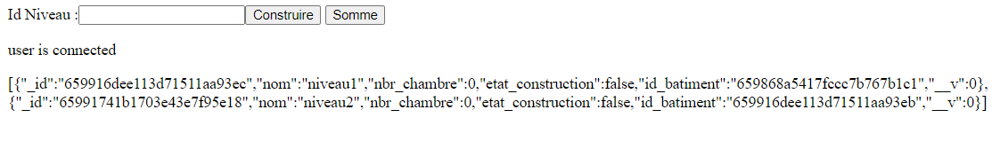 Id Niveau : Construire Somme
user is connected
[{"_id":"659916dee113d71511aa93ec","nom":"niveau1","nbr_chambre":0,"etat_construction":false,"id_batiment":"659868a5417fccc7b767b1c1","__v":0},
{"_id":"65991741b1703e43e7f95e18","nom":"niveau2","nbr_chambre":0,"etat_construction":false,"id_batiment":"659916dee113d71511aa93eb","__v":0}]